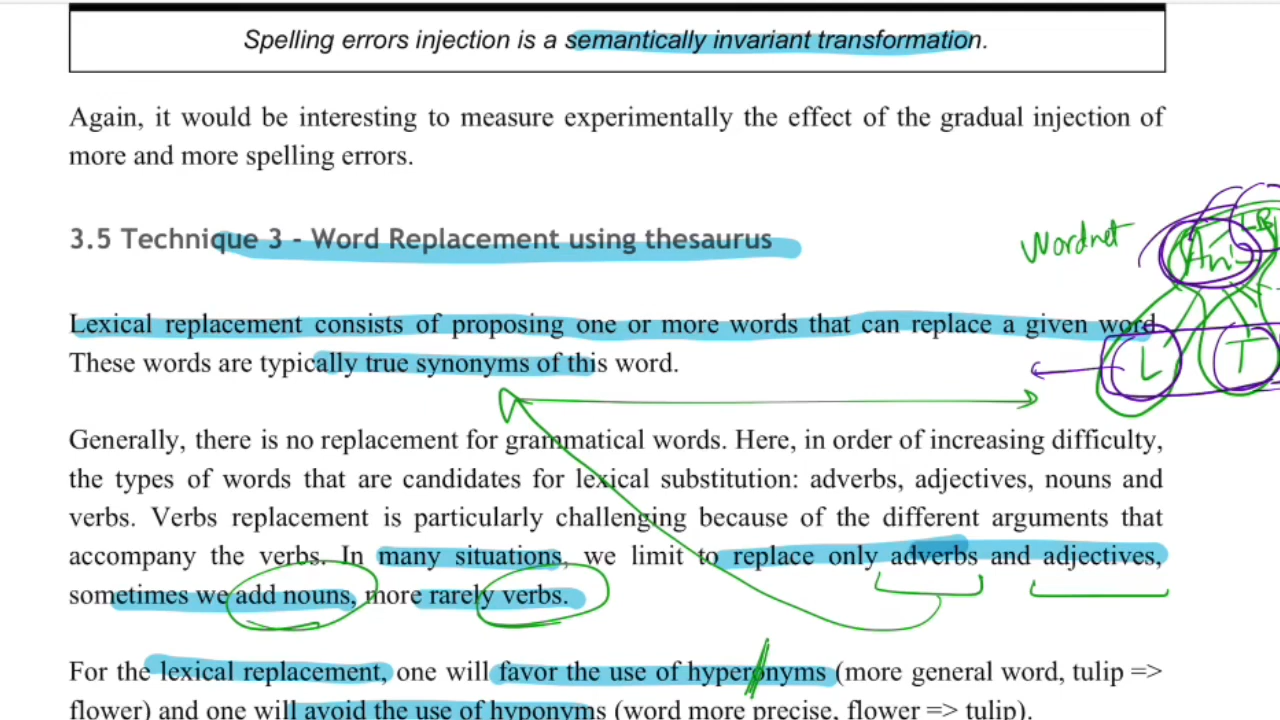 Spelling errors injection is a semantically invariant transformation.
Again, it would be interesting to measure experimentally the effect of the gradual injection of
more and more spelling errors.
3.5 Technique 3 - Word Replacement using thesaurus
Wordnet
Lexical replacement consists of proposing one or more words that can replace a given word.
These words are typically true synonyms of this word.
L T
Generally, there is no replacement for grammatical words. Here, in order of increasing difficulty,
the types of words that are candidates for lexical substitution: adverbs, adjectives, nouns and
verbs. Verbs replacement is particularly challenging because of the different arguments that
accompany the verbs. In many situations, we limit to replace only adverbs and adjectives,
sometimes we add nouns, more rarely verbs.
For the lexical replacement, one will favor the use of hyperonyms (more general word, tulip =>
flower) and one will avoid the use of hyponyms (word more precise, flower => tulip).